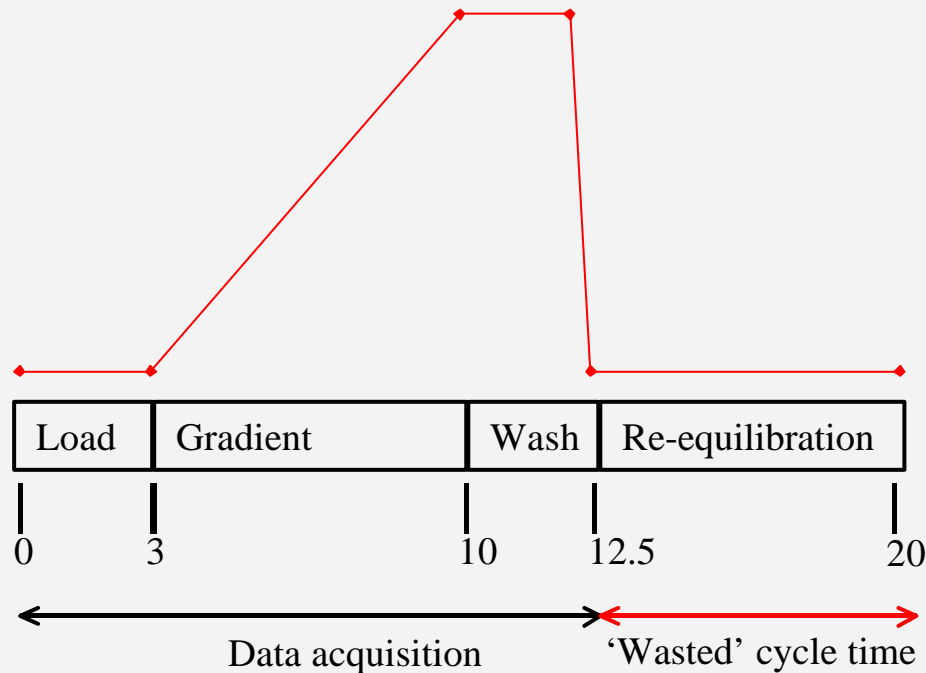 Load Gradient Wash Re-equilibration
0 3 10 12.5 20
Data acquisition ‘Wasted’ cycle time